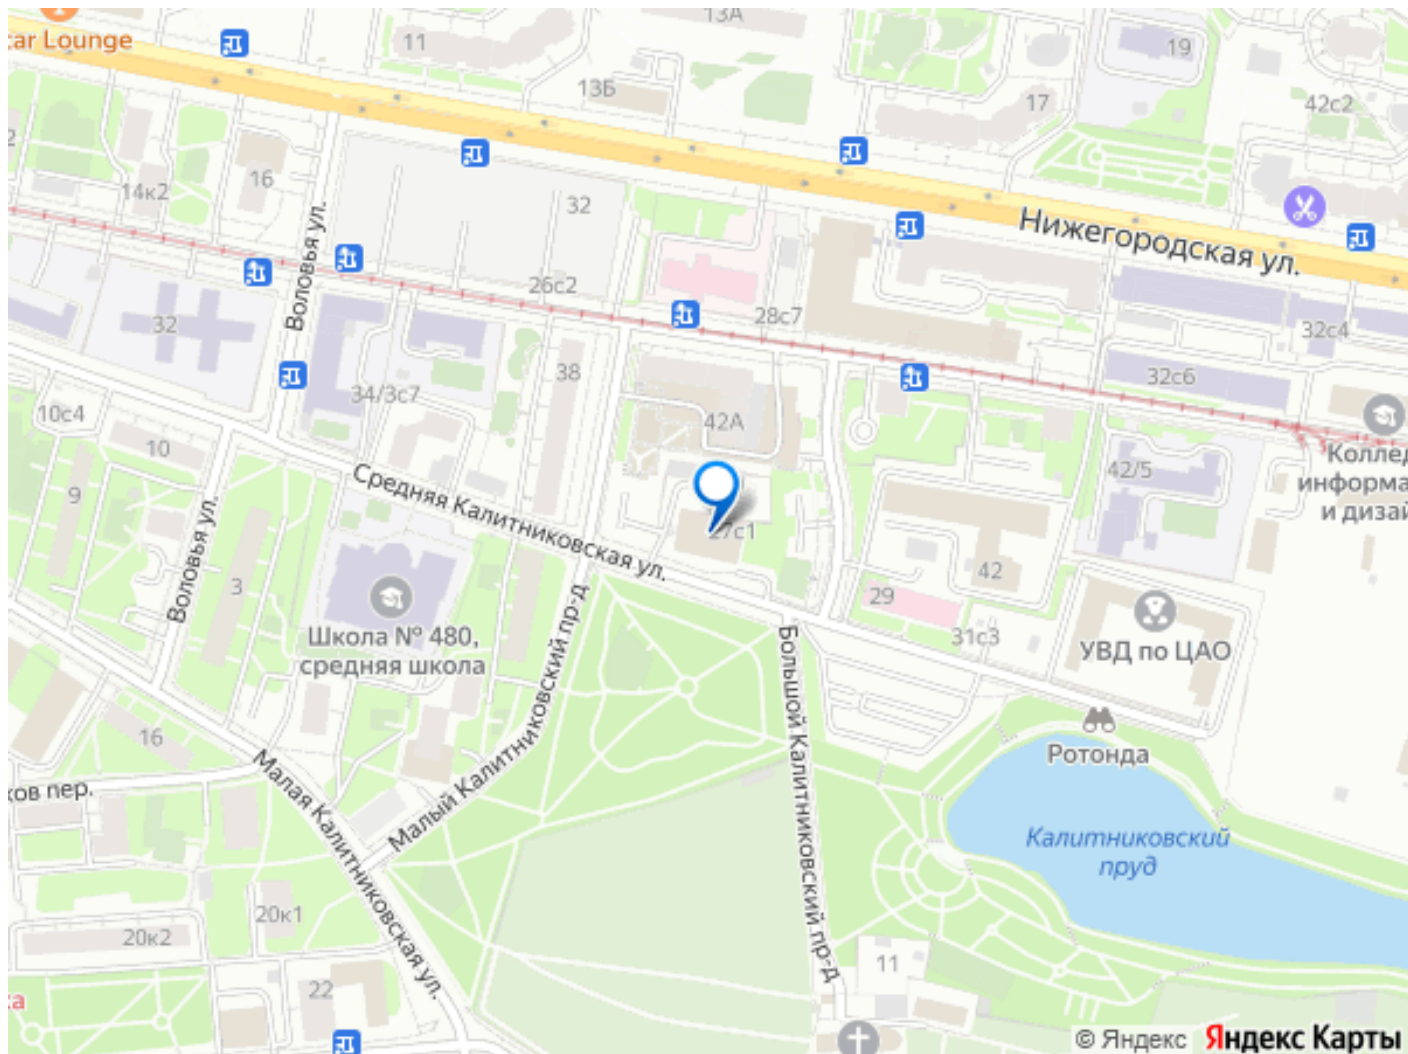 13А
ar Lounge
11
19
13Б
17
42с2
16
14к2
32
Нижегородская ул.
Воловья ул.
26с2
28с7
32
32с4
38
32с6
34/3с7
10с4
42А
10
42/5
Коллед
информа
и дизай
9
Средняя Калитниковская ул.
27с1
Воловья ул.
3
42
29
Школа № 480,
средняя школа
31с3
УВД по ЦАО
Малый Калитниковский пр-д
Большой Калитниковский пр-д
16
Ротонда
ков пер.
Малая Калитниковская ул.
Калитниковский
пруд
20к1
20к2
11
22
ка
© Яндекс Яндекс Карты